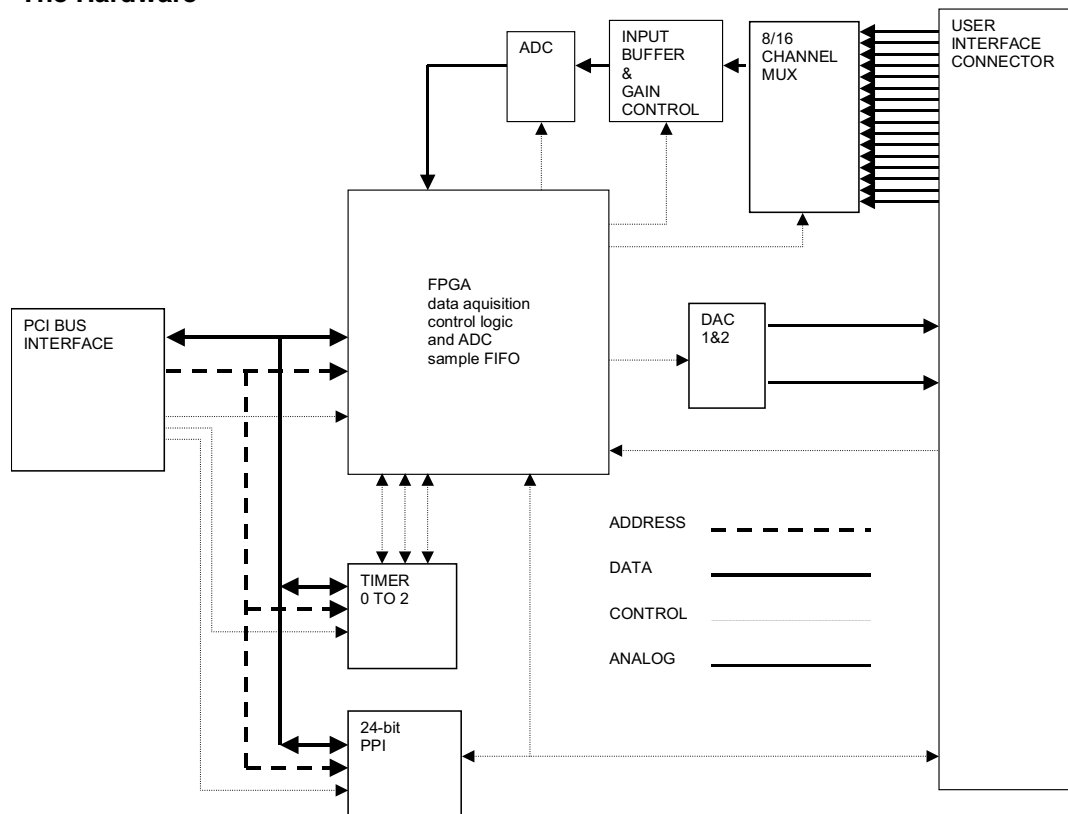 The Hardware
ADC
INPUT
BUFFER
&
GAIN
CONTROL
8/16
CHANNEL
MUX
USER
INTERFACE
CONNECTOR
FPGA
data aquisition
control logic
and ADC
sample FIFO
PCI BUS
INTERFACE
DAC
1&2
TIMER
0 TO 2
24-bit
PPI
ADDRESS
DATA
CONTROL
ANALOG